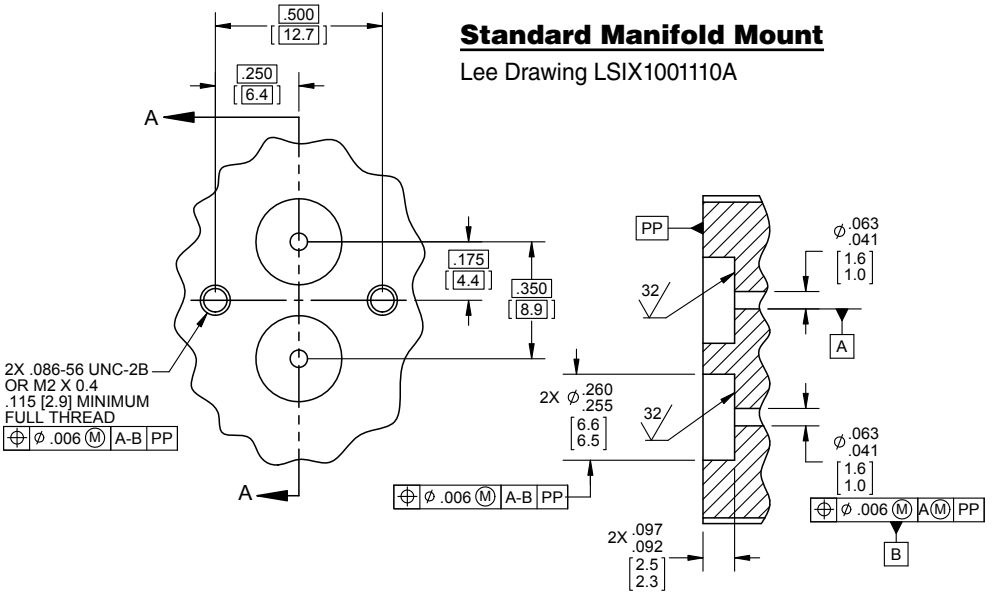 Standard Manifold Mount
Lee Drawing LSIX1001110A
.500
[12.7]
.250
[6.4]
A
.175
[4.4]
.350
[8.9]
2X .086-56 UNC-2B
OR M2 X 0.4
.115 [2.9] MINIMUM
FULL THREAD
⌖ ⌀ .006 Ⓜ A-B PP
A
PP
32
⌀ .063
.041
[1.6
1.0]
A
2X ⌀ .260
.255
[6.6
6.5]
32
⌀ .063
.041
[1.6
1.0]
⌖ ⌀ .006 Ⓜ A-B PP
⌖ ⌀ .006 Ⓜ AⓂ PP
B
2X .097
.092
[2.5
2.3]